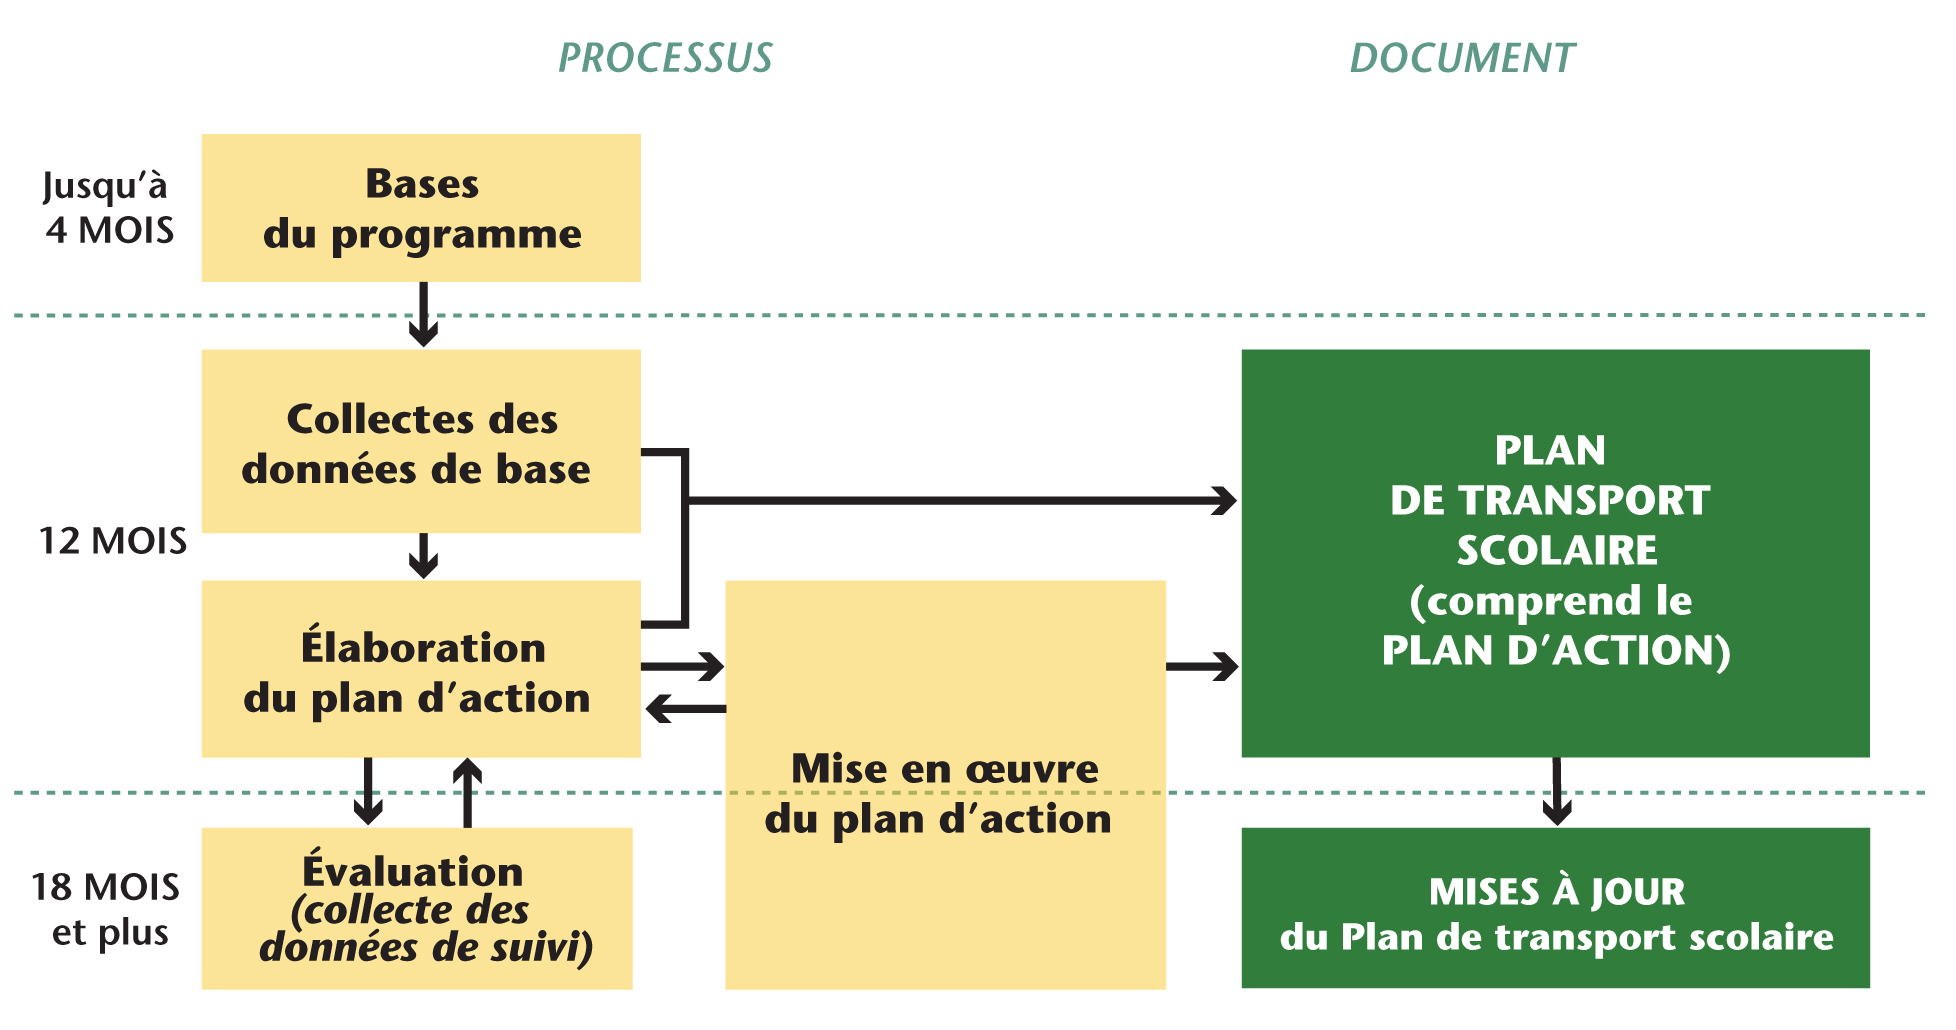 PROCESSUS
DOCUMENT
Jusqu’à
4 MOIS
Bases
du programme
12 MOIS
Collectes des
données de base
Élaboration
du plan d’action
Mise en œuvre
du plan d’action
PLAN
DE TRANSPORT
SCOLAIRE
(comprend le
PLAN D’ACTION)
18 MOIS
et plus
Évaluation
(collecte des
données de suivi)
MISES À JOUR
du Plan de transport scolaire